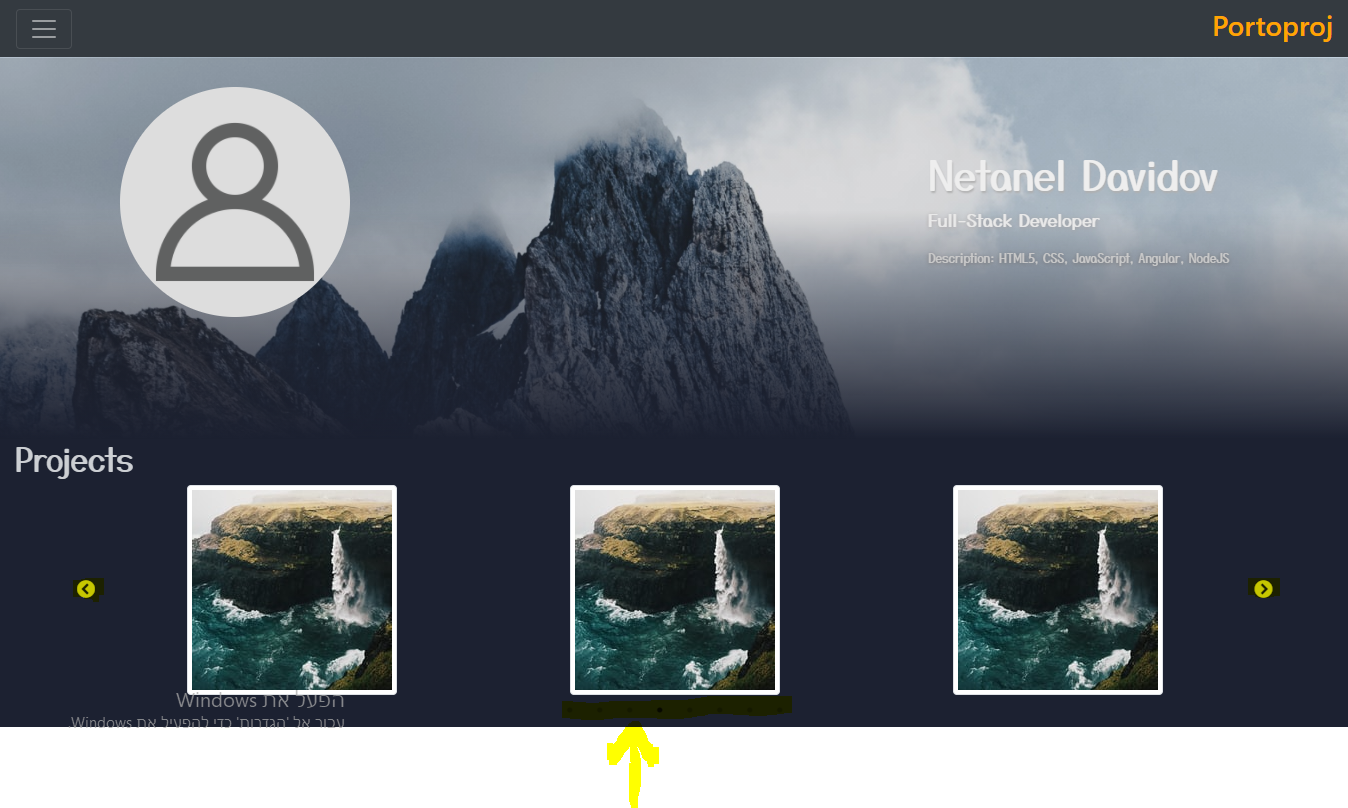 Portoproj
Netanel Davidov
Full-Stack Developer
Description: HTML5, CSS, JavaScript, Angular, NodeJS
Projects
הפעל את Windows
עבור אל 'הגדרות' כדי להפעיל את Windows